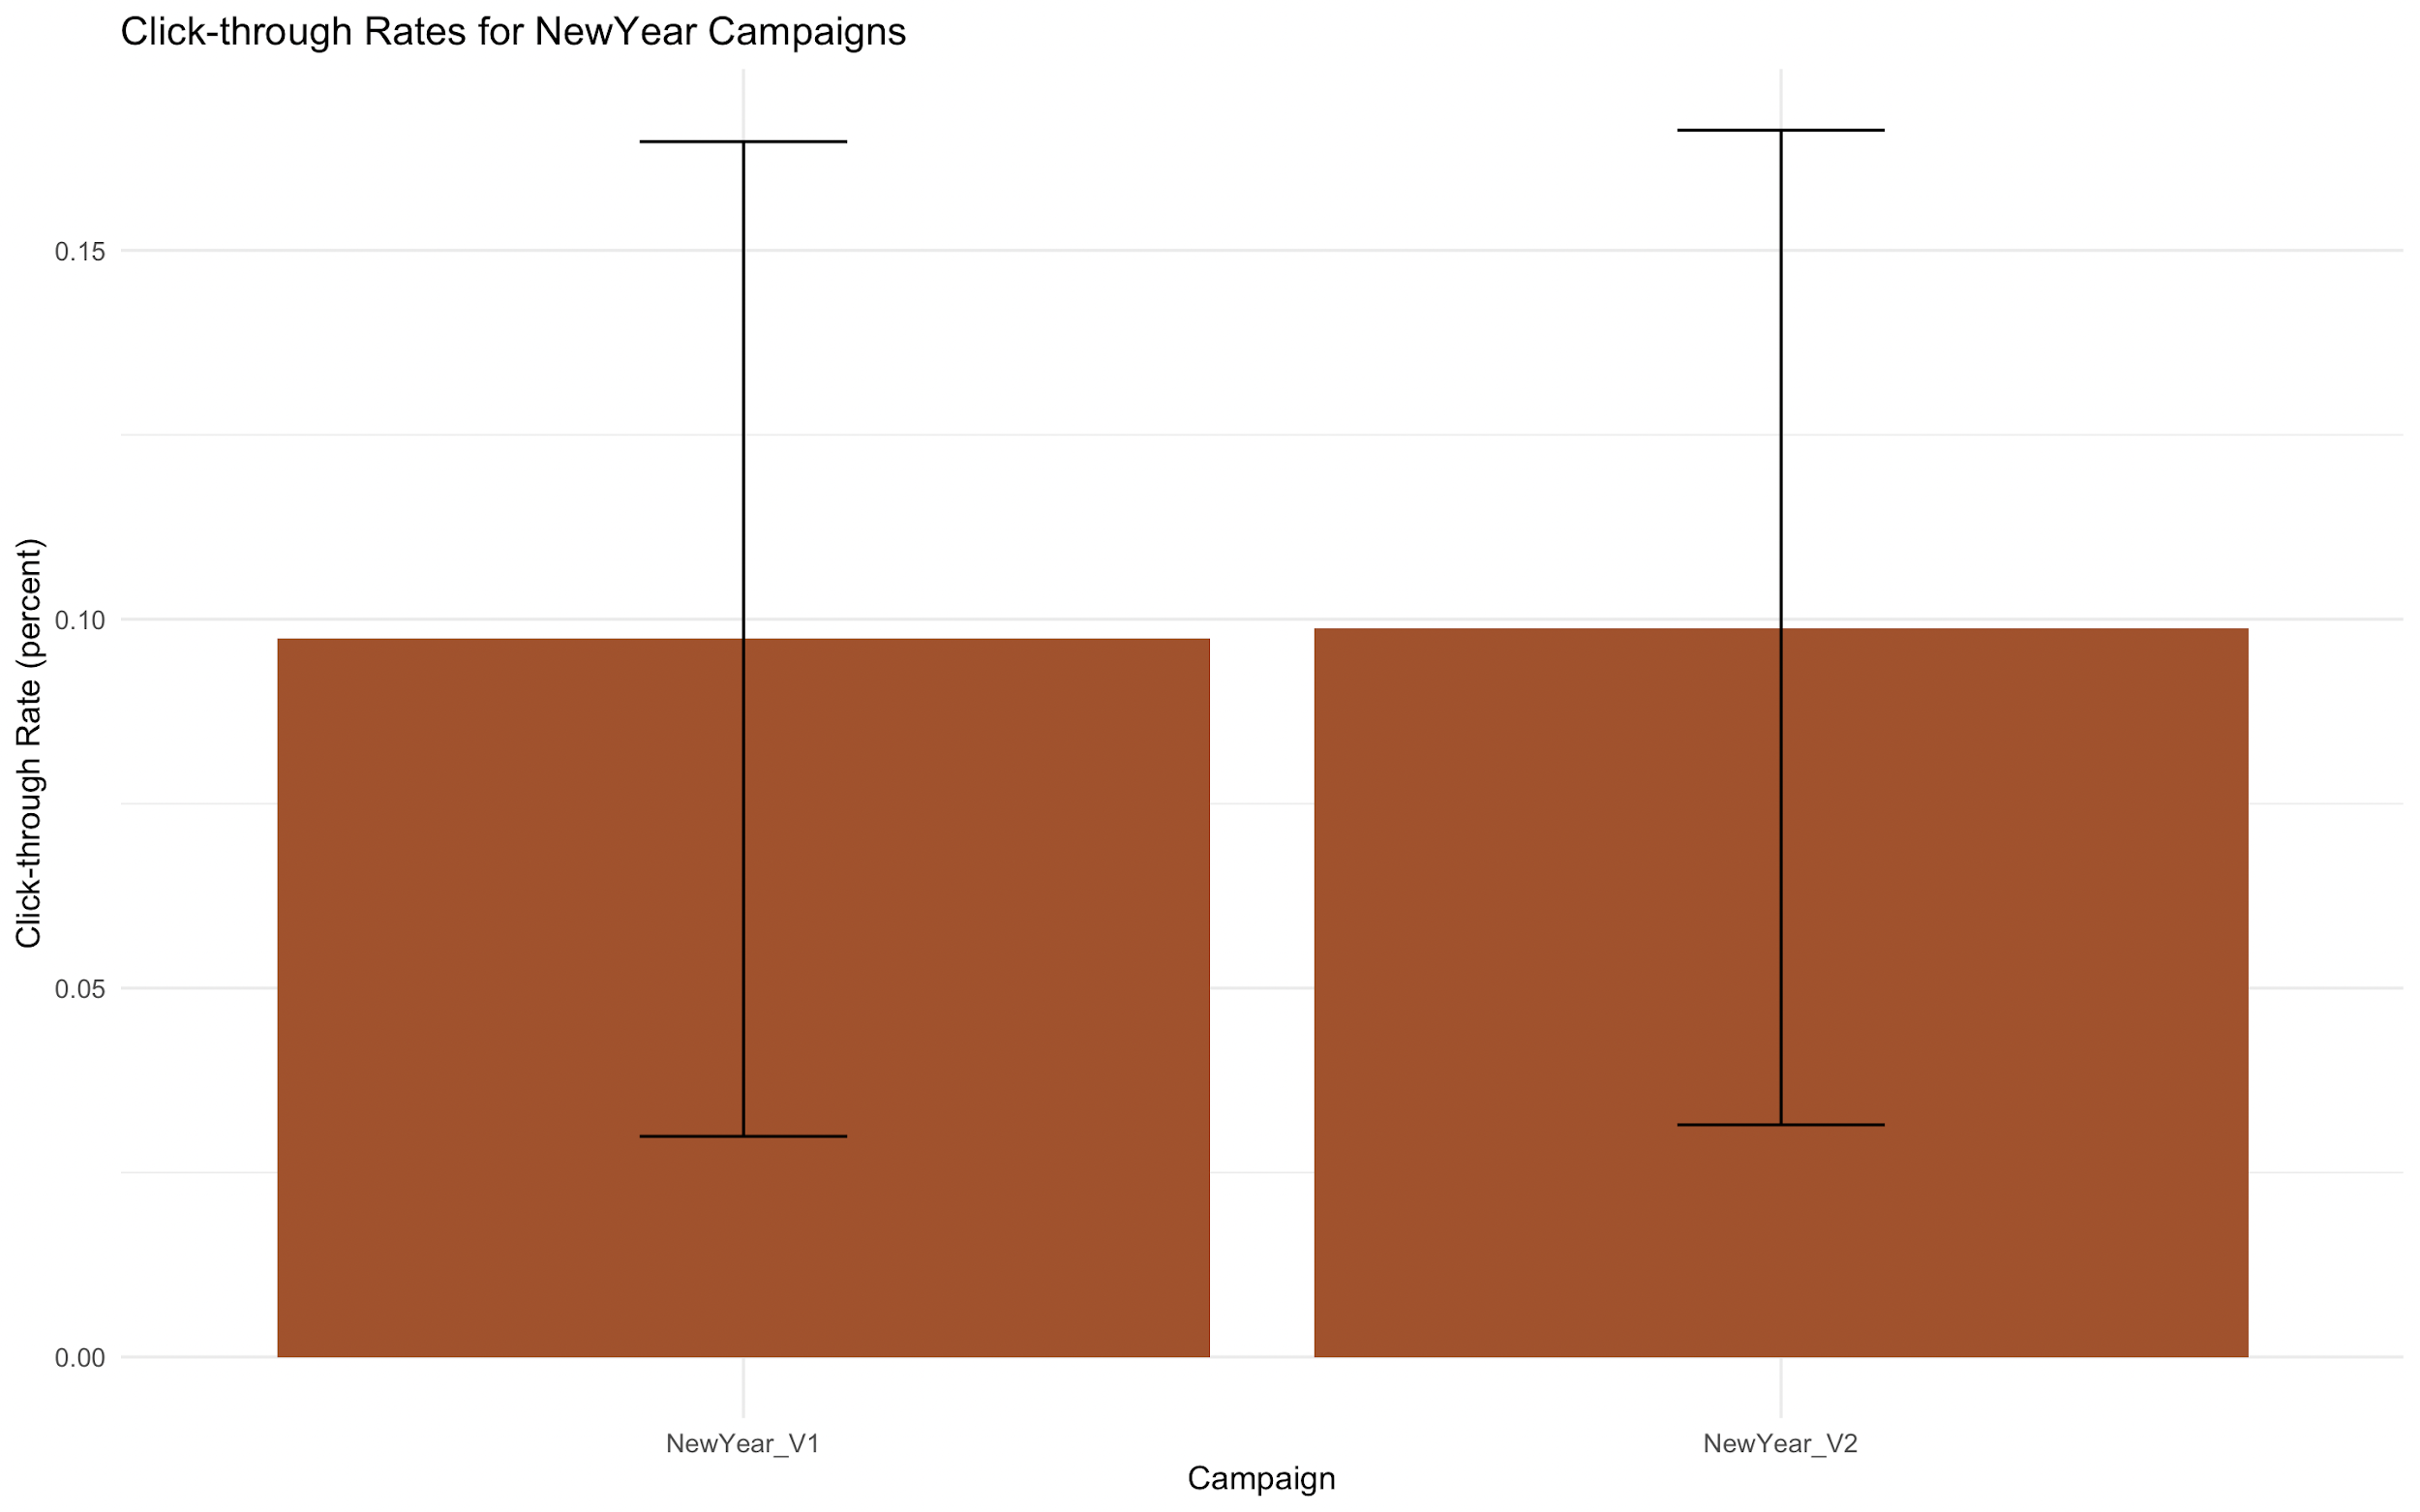 Click-through Rates for NewYear Campaigns
Click-through Rate (percent)
0.15
0.10
0.05
0.00
NewYear_V1
NewYear_V2
Campaign